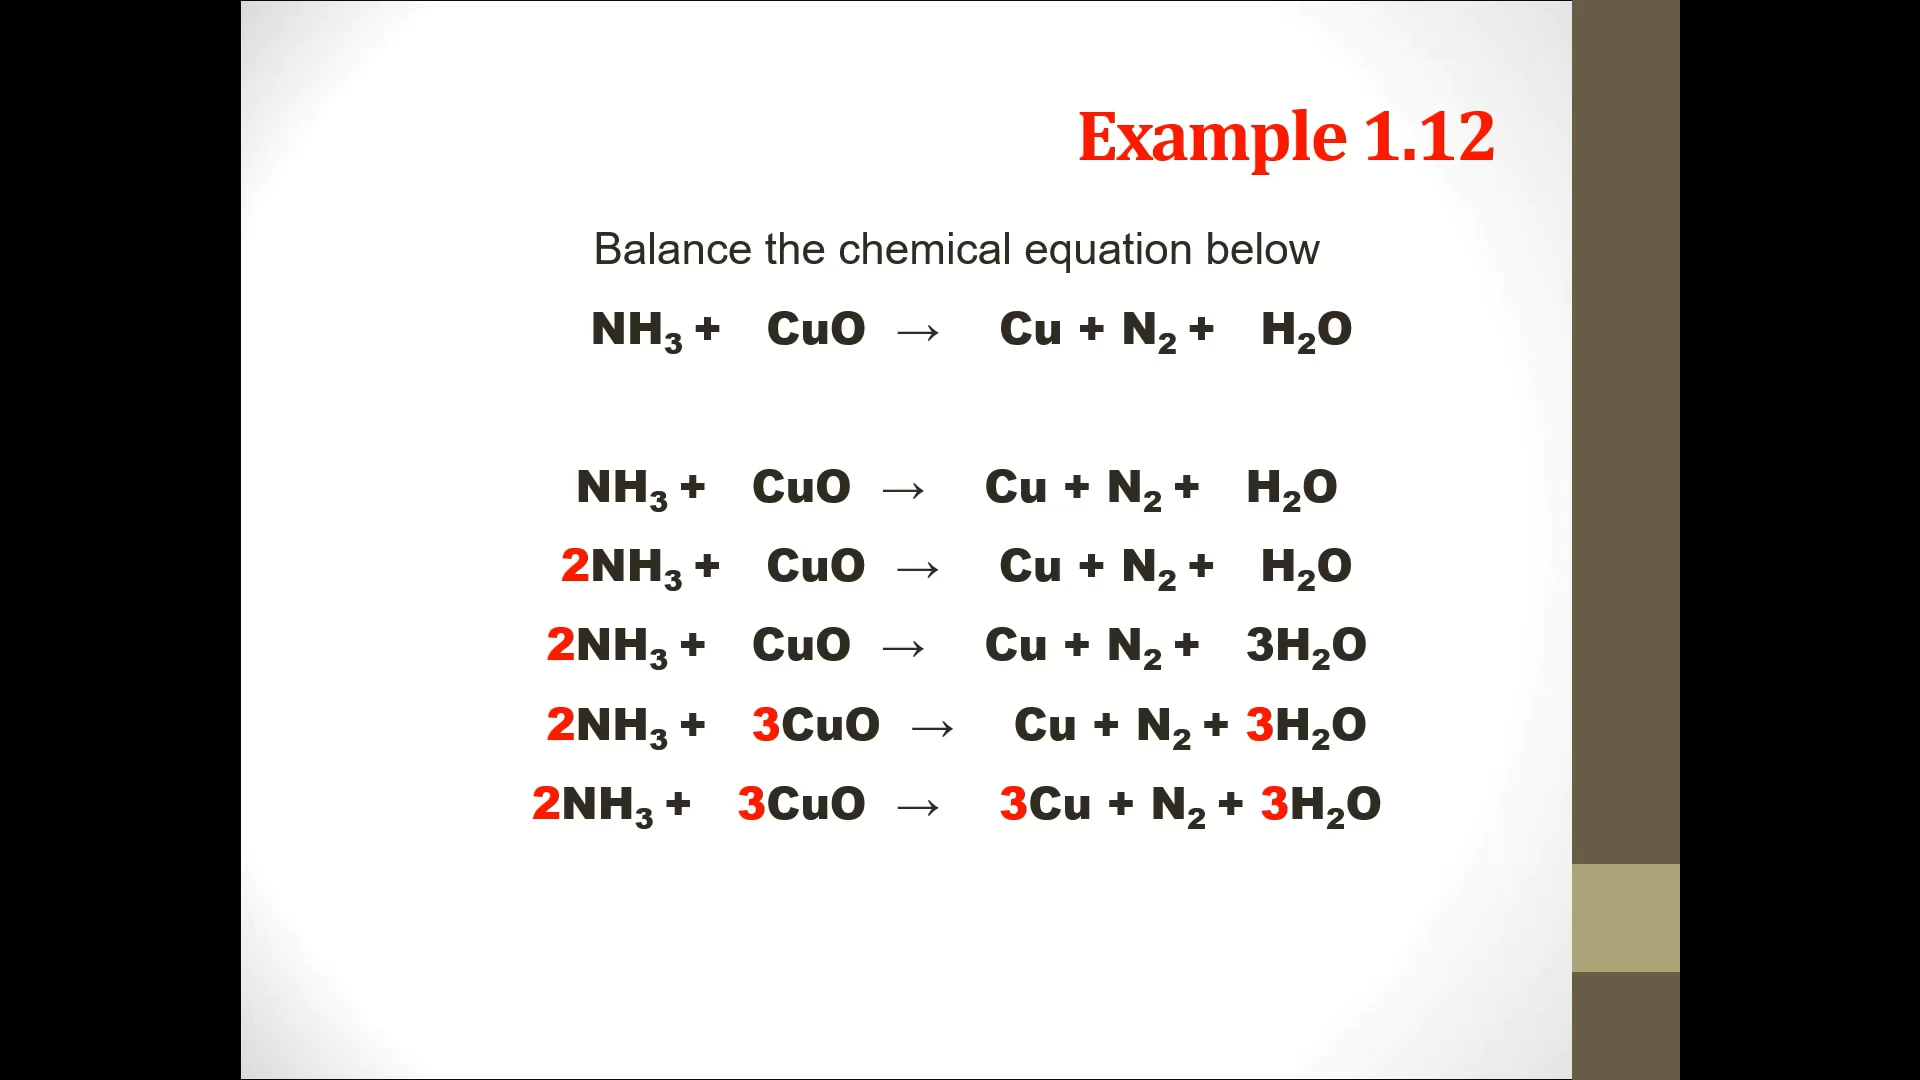 Example 1.12
Balance the chemical equation below
NH₃ + CuO → Cu + N₂ + H₂O
NH₃ + CuO → Cu + N₂ + H₂O
2NH₃ + CuO → Cu + N₂ + H₂O
2NH₃ + CuO → Cu + N₂ + 3H₂O
2NH₃ + 3CuO → Cu + N₂ + 3H₂O
2NH₃ + 3CuO → 3Cu + N₂ + 3H₂O